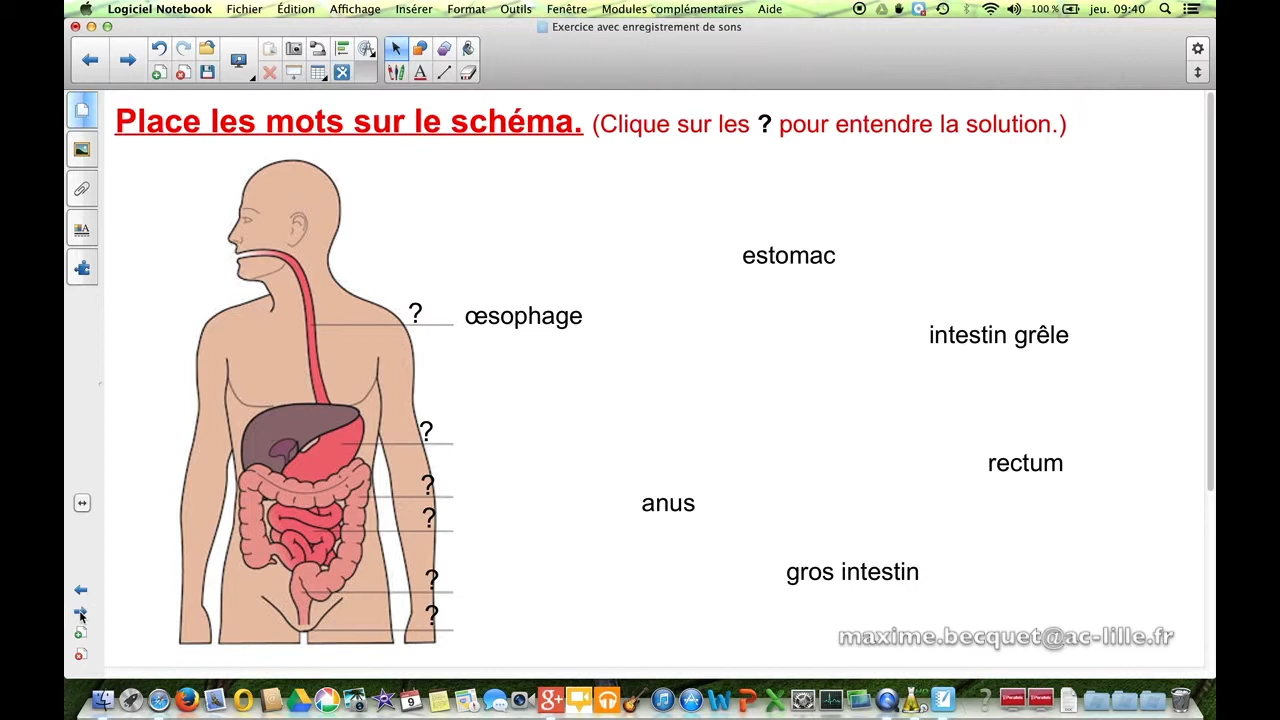 Logiciel Notebook Fichier Édition Affichage Insérer Format Outils Fenêtre Modules complémentaires Aide 100 % jeu. 09:40
Exercice avec enregistrement de sons
Place les mots sur le schéma. (Clique sur les ? pour entendre la solution.)
estomac
? œsophage
intestin grêle
?
rectum
?
anus
?
gros intestin
?
?
maxime.becquet@ac-lille.fr